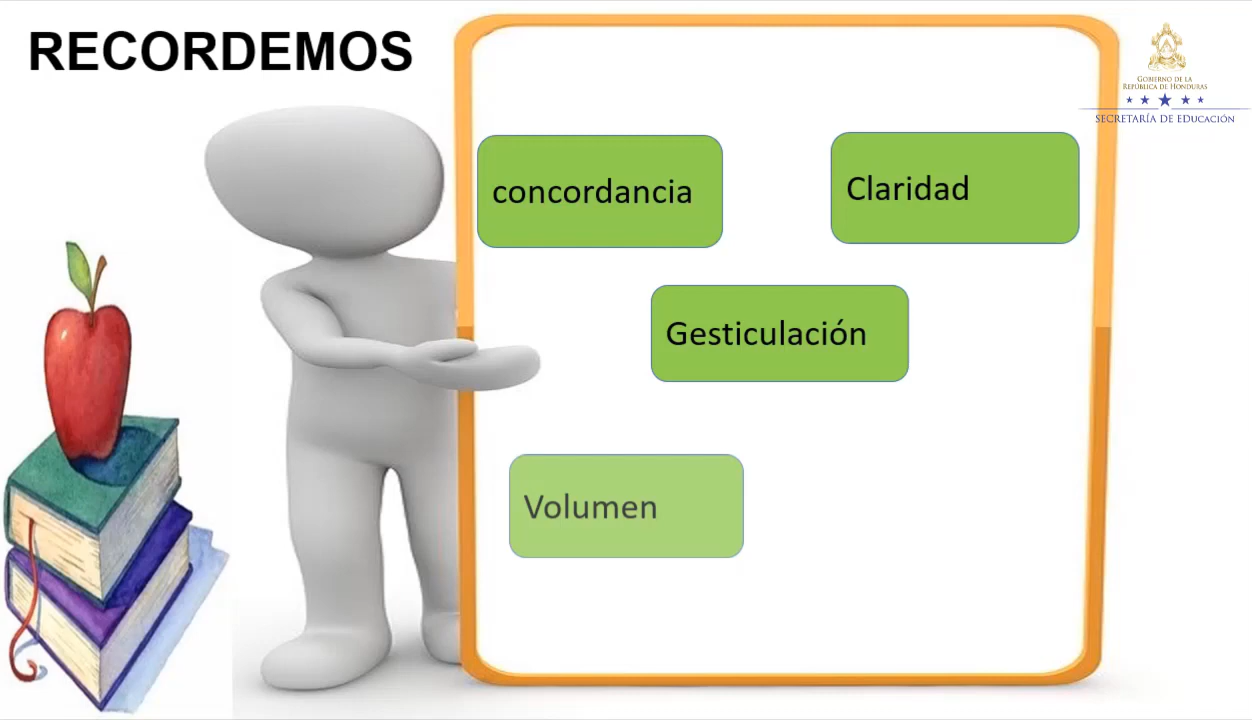 RECORDEMOS
GOBIERNO DE LA
REPÚBLICA DE HONDURAS
SECRETARÍA DE EDUCACIÓN
concordancia
Claridad
Gesticulación
Volumen